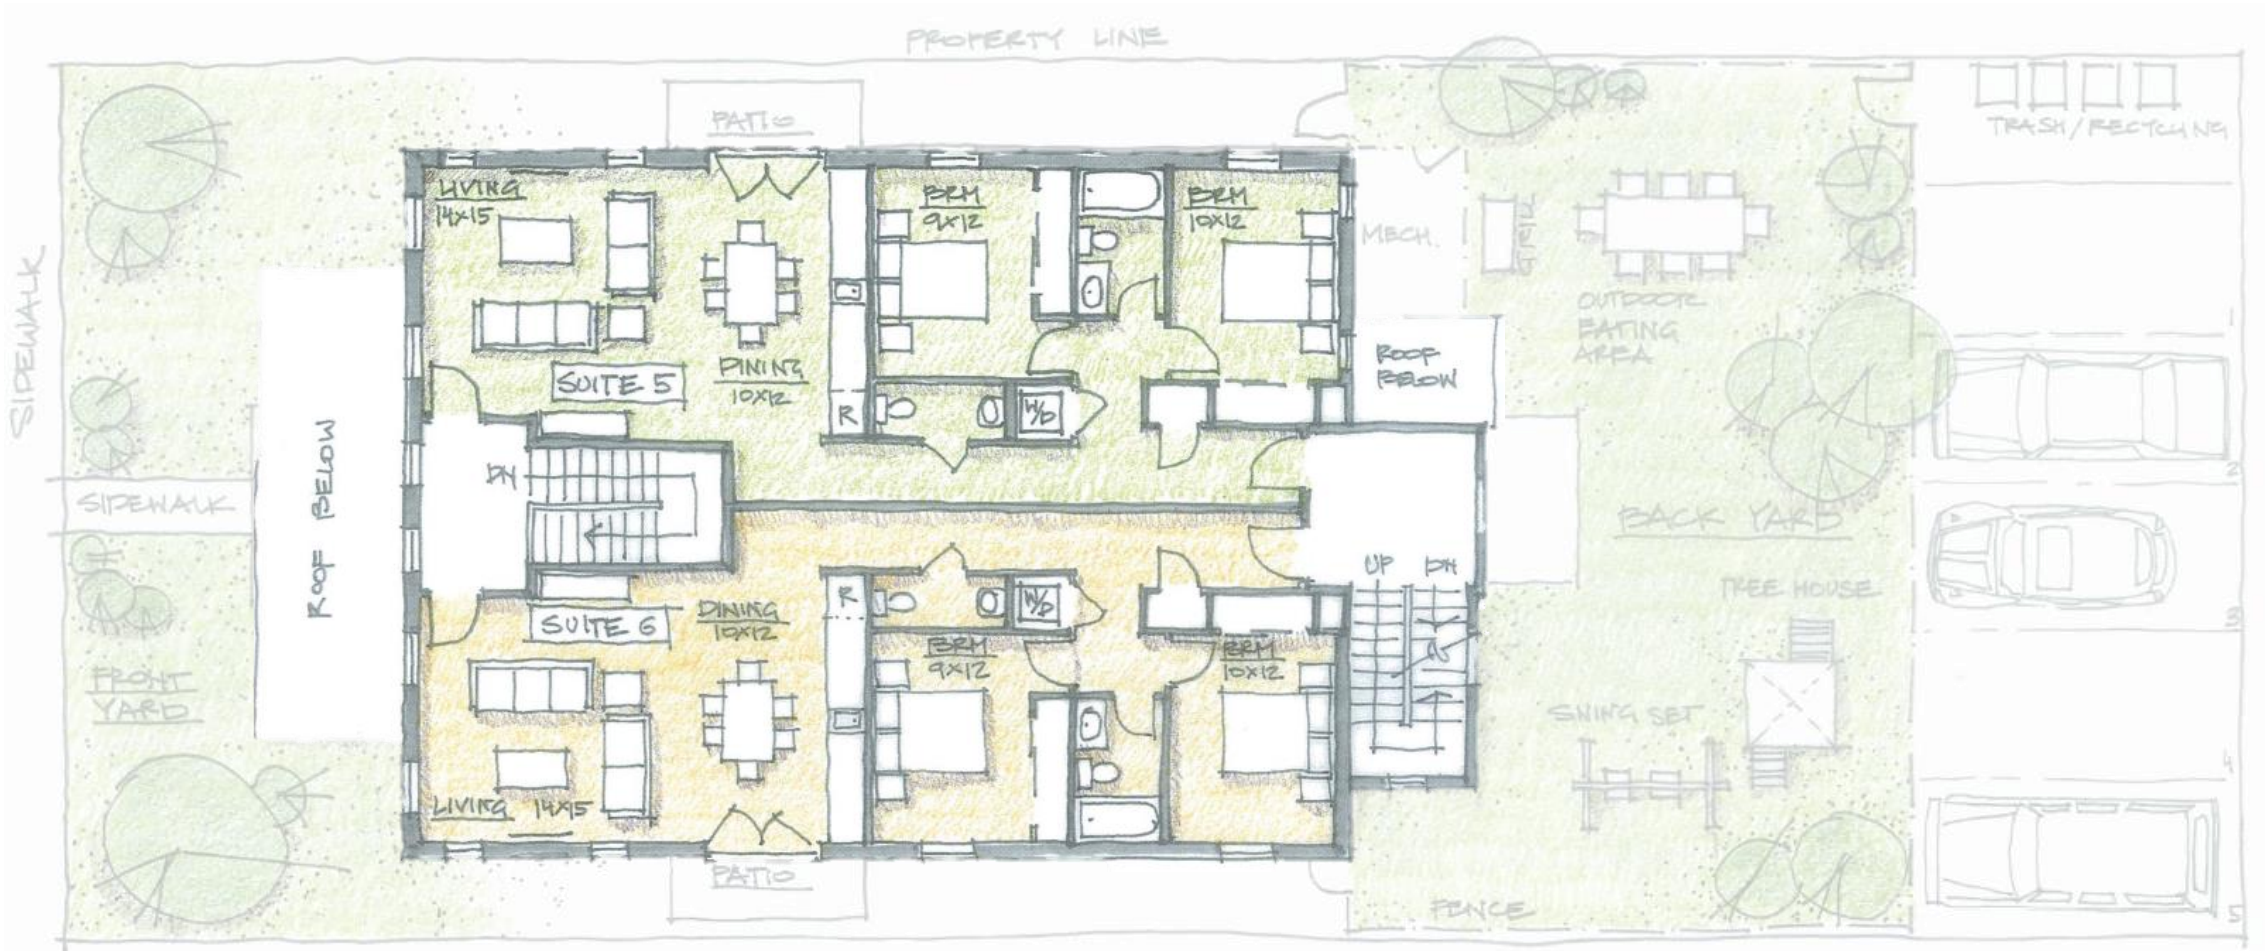 PROPERTY LINE
TRASH/RECYCLING
PATIO
LIVING
14x15
BRM
9x12
BRM
10x12
MECH.
GRILL
OUTDOOR
EATING
AREA
SIDEWALK
DINING
10x12
SUITE 5
R
W/D
ROOF
BELOW
1
2
ROOF BELOW
DN
SIDEWALK
BACK YARD
UP DN
TREE HOUSE
3
SUITE 6
DINING
10x12
R
W/D
BRM
9x12
BRM
10x12
FRONT
YARD
SWING SET
4
LIVING 14x15
PATIO
FENCE
5